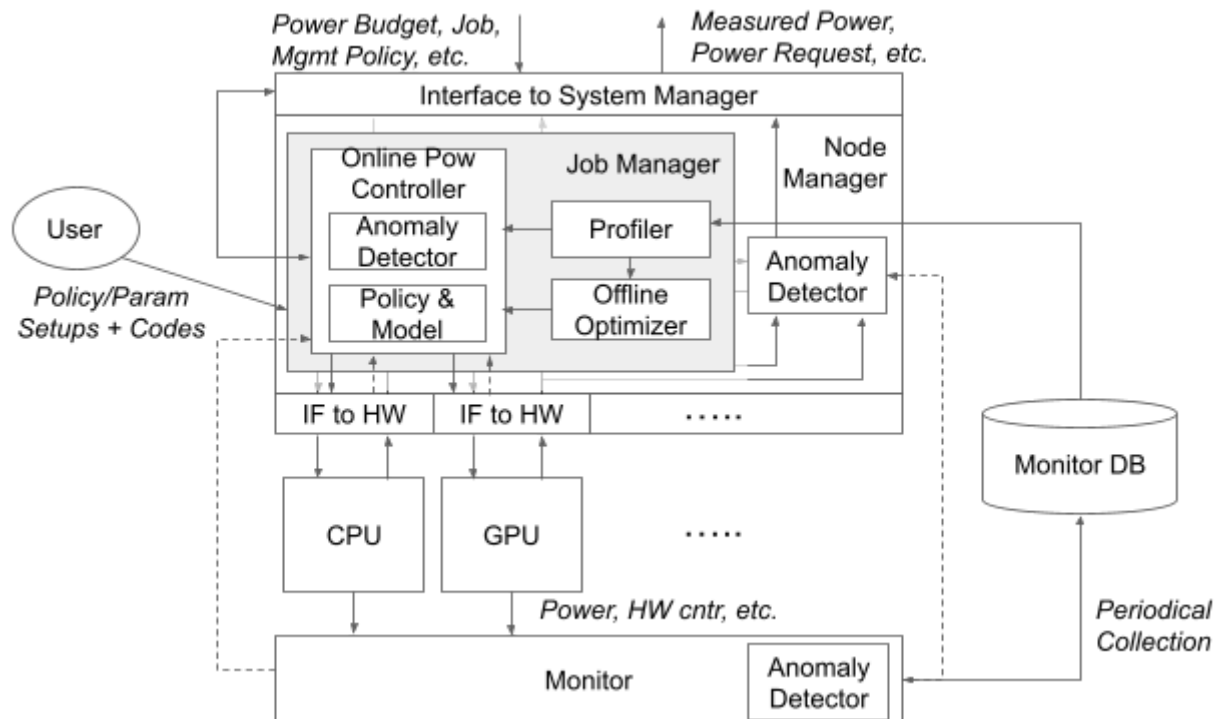 Power Budget, Job,
Mgmt Policy, etc.
Measured Power,
Power Request, etc.
Interface to System Manager
Online Pow
Controller
Job Manager
Node
Manager
User
Anomaly
Detector
Profiler
Anomaly
Detector
Policy/Param
Setups + Codes
Policy &
Model
Offline
Optimizer
IF to HW
IF to HW
.....
Monitor DB
CPU
GPU
.....
Power, HW cntr, etc.
Periodical
Collection
Monitor
Anomaly
Detector